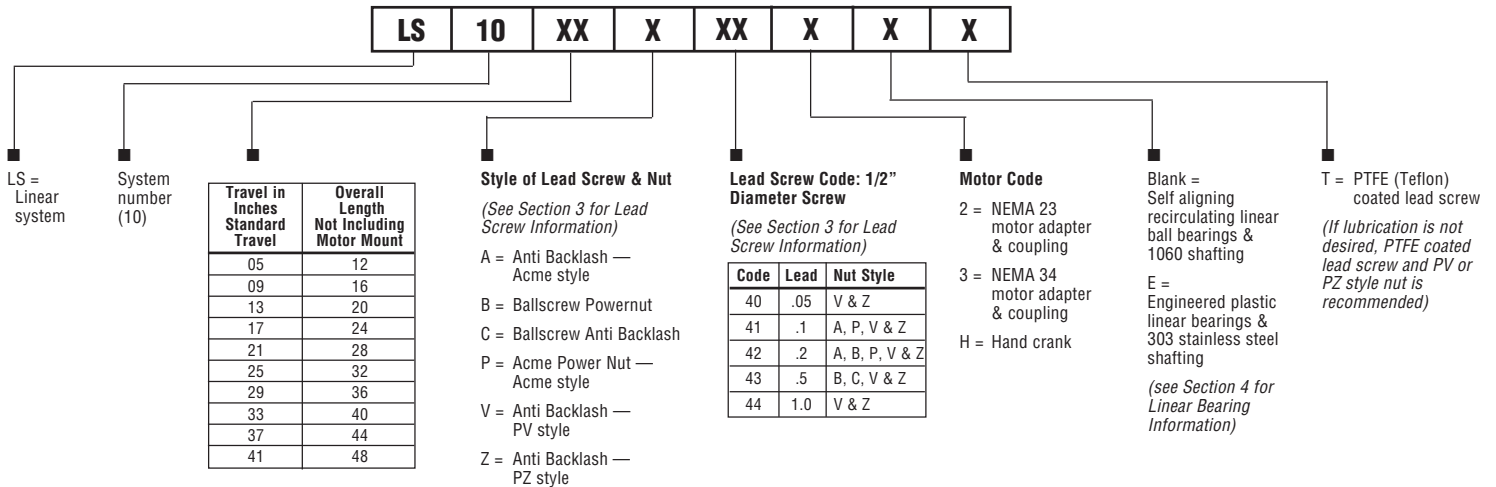 LS 10 XX X XX X X X
LS =
Linear
system
System
number
(10)
Travel in
Inches
Standard
Travel
Overall
Length
Not Including
Motor Mount
05 12
09 16
13 20
17 24
21 28
25 32
29 36
33 40
37 44
41 48
Style of Lead Screw & Nut
(See Section 3 for Lead
Screw Information)
A = Anti Backlash —
Acme style
B = Ballscrew Powernut
C = Ballscrew Anti Backlash
P = Acme Power Nut —
Acme style
V = Anti Backlash —
PV style
Z = Anti Backlash —
PZ style
Lead Screw Code: 1/2”
Diameter Screw
(See Section 3 for Lead
Screw Information)
Code Lead Nut Style
40 .05 V & Z
41 .1 A, P, V & Z
42 .2 A, B, P, V & Z
43 .5 B, C, V & Z
44 1.0 V & Z
Motor Code
2 = NEMA 23
motor adapter
& coupling
3 = NEMA 34
motor adapter
& coupling
H = Hand crank
Blank =
Self aligning
recirculating linear
ball bearings &
1060 shafting
E =
Engineered plastic
linear bearings &
303 stainless steel
shafting
(see Section 4 for
Linear Bearing
Information)
T = PTFE (Teflon)
coated lead screw
(If lubrication is not
desired, PTFE coated
lead screw and PV or
PZ style nut is
recommended)